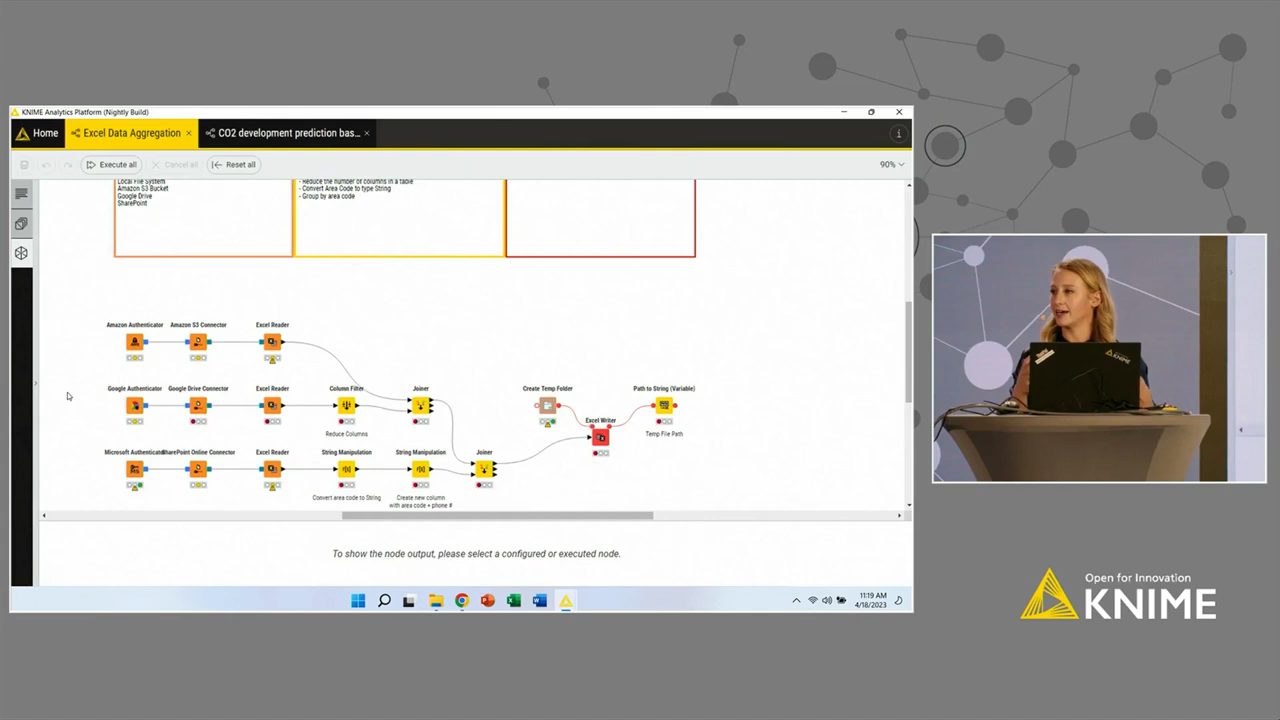 KNIME Analytics Platform (Nightly Build)
Home
Excel Data Aggregation
CO2 development prediction bas...
Execute all
Cancel all
Reset all
90%
Local File System
Amazon S3 Bucket
Google Drive
SharePoint
- Reduce the number of columns in a table
- Convert Area Code to type String
- Group by area code
Amazon Authenticator
Amazon S3 Connector
Excel Reader
Google Authenticator
Google Drive Connector
Excel Reader
Column Filter
Joiner
Create Temp Folder
Path to String (Variable)
Excel Writer
Reduce Columns
Temp File Path
Microsoft Authenticat
SharePoint Online Connector
Excel Reader
String Manipulation
String Manipulation
Joiner
Convert area code to String
Create new column
with area code + phone #
To show the node output, please select a configured or executed node.
11:19 AM
4/18/2023
KNIME
Open for Innovation
KNIME